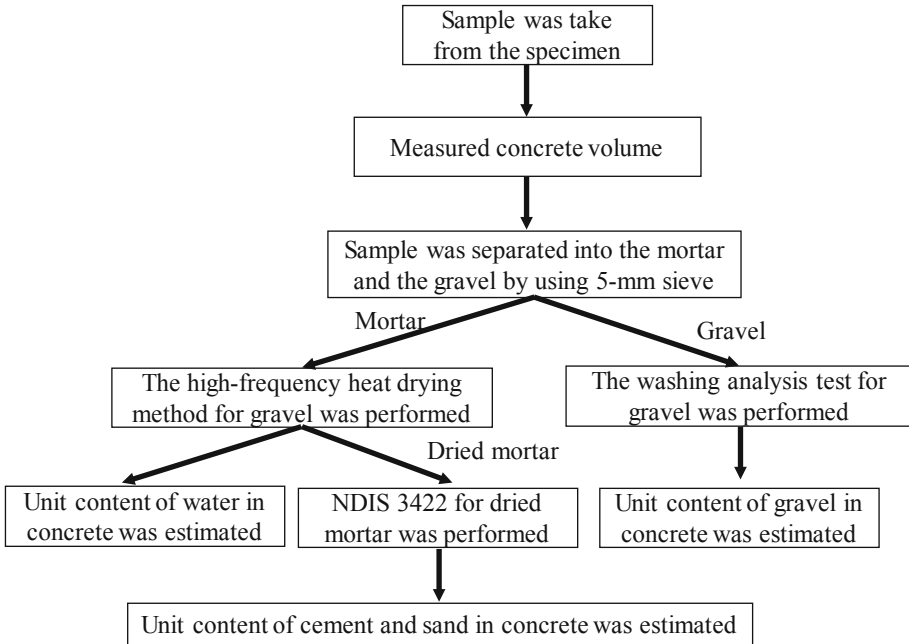 Sample was take
from the specimen
Measured concrete volume
Sample was separated into the mortar
and the gravel by using 5-mm sieve
Mortar
Gravel
The high-frequency heat drying
method for gravel was performed
The washing analysis test for
gravel was performed
Dried mortar
Unit content of water in
concrete was estimated
NDIS 3422 for dried
mortar was performed
Unit content of gravel in
concrete was estimated
Unit content of cement and sand in concrete was estimated